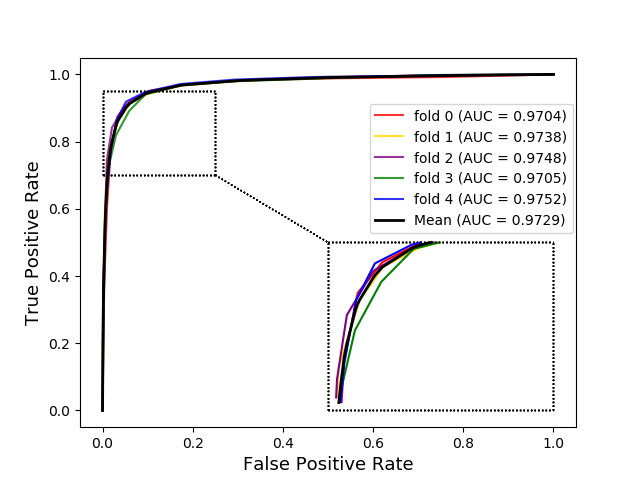 1.0
0.8
0.6
0.4
0.2
0.0
True Positive Rate
fold 0 (AUC = 0.9704)
fold 1 (AUC = 0.9738)
fold 2 (AUC = 0.9748)
fold 3 (AUC = 0.9705)
fold 4 (AUC = 0.9752)
Mean (AUC = 0.9729)
0.0 0.2 0.4 0.6 0.8 1.0
False Positive Rate